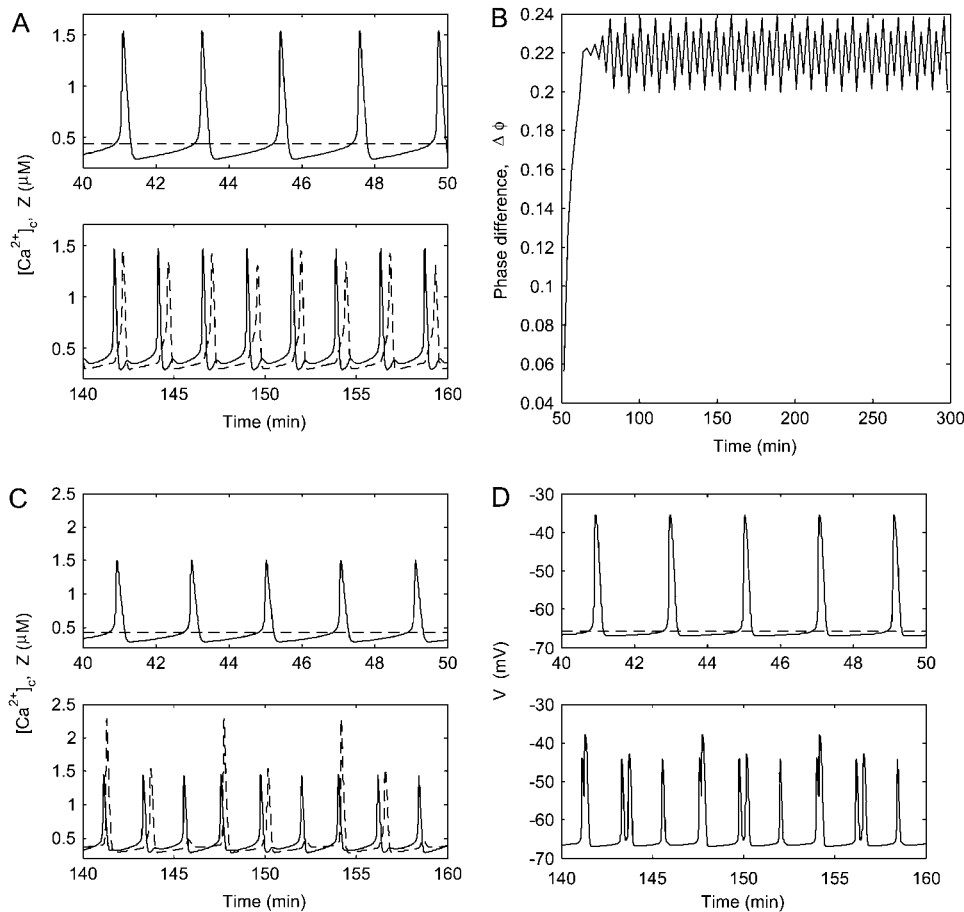 A
1.5
1
0.5
40 42 44 46 48 50
1.5
1
0.5
140 145 150 155 160
Time (min)
[Ca²⁺]c, Z (μM)
B
0.24
0.22
0.2
0.18
0.16
0.14
0.12
0.1
0.08
0.06
0.04
50 100 150 200 250 300
Time (min)
Phase difference, Δ ϕ
C
2.5
2
1.5
1
0.5
40 42 44 46 48 50
2.5
2
1.5
1
0.5
140 145 150 155 160
Time (min)
[Ca²⁺]c, Z (μM)
D
-30
-40
-50
-60
-70
40 42 44 46 48 50
-30
-40
-50
-60
-70
140 145 150 155 160
Time (min)
V (mV)